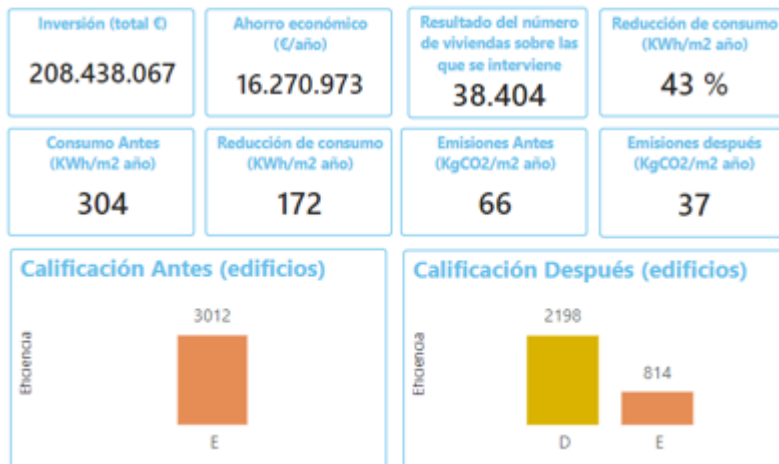 Inversión (total €)
208.438.067
Ahorro económico
(€/año)
16.270.973
Resultado del número
de viviendas sobre las
que se interviene
38.404
Reducción de consumo
(KWh/m2 año)
43 %
Consumo Antes
(KWh/m2 año)
304
Reducción de consumo
(KWh/m2 año)
172
Emisiones Antes
(KgCO2/m2 año)
66
Emisiones después
(KgCO2/m2 año)
37
Calificación Antes (edificios)
3012
Eficiencia
E
Calificación Después (edificios)
2198
814
Eficiencia
D
E